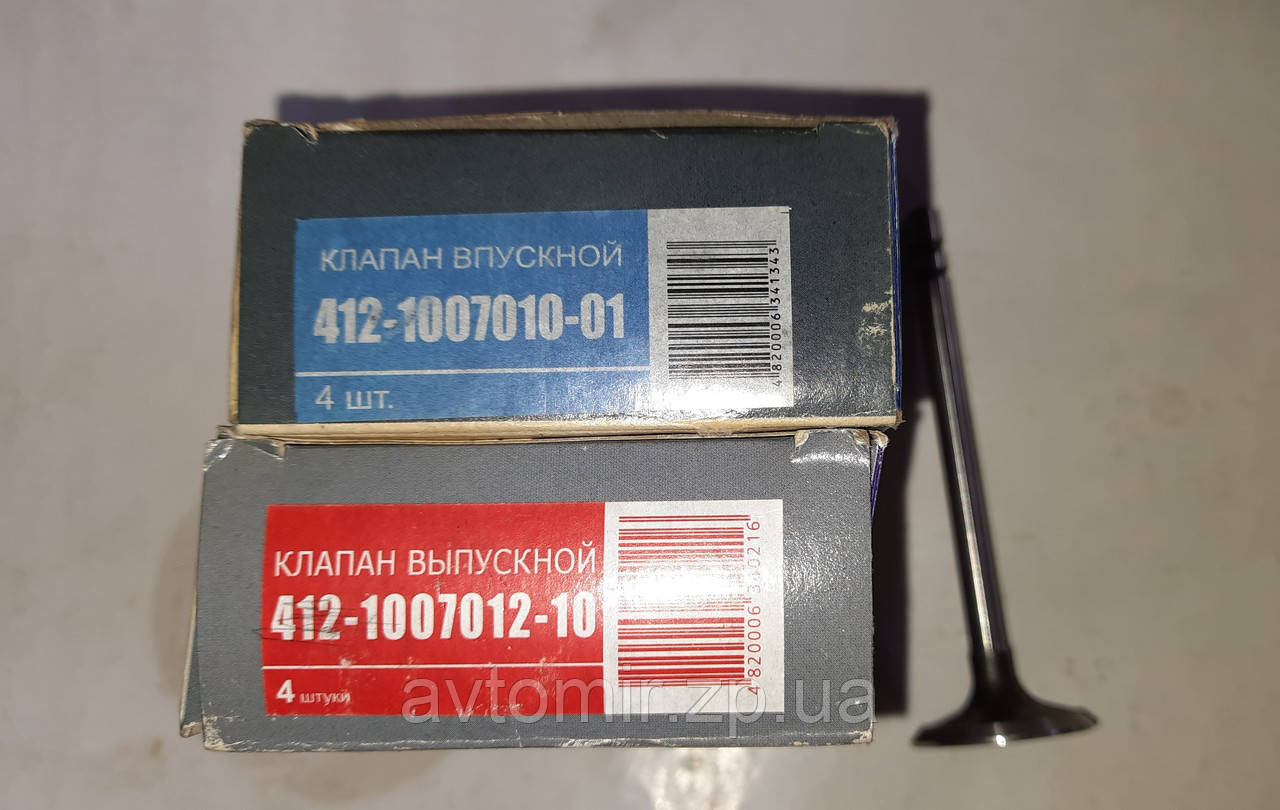 КЛАПАН ВПУСКНОЙ
412-1007010-01
4 шт.
4820006341343
КЛАПАН ВЫПУСКНОЙ
412-1007012-10
4 штуки
avtomir.zp.ua